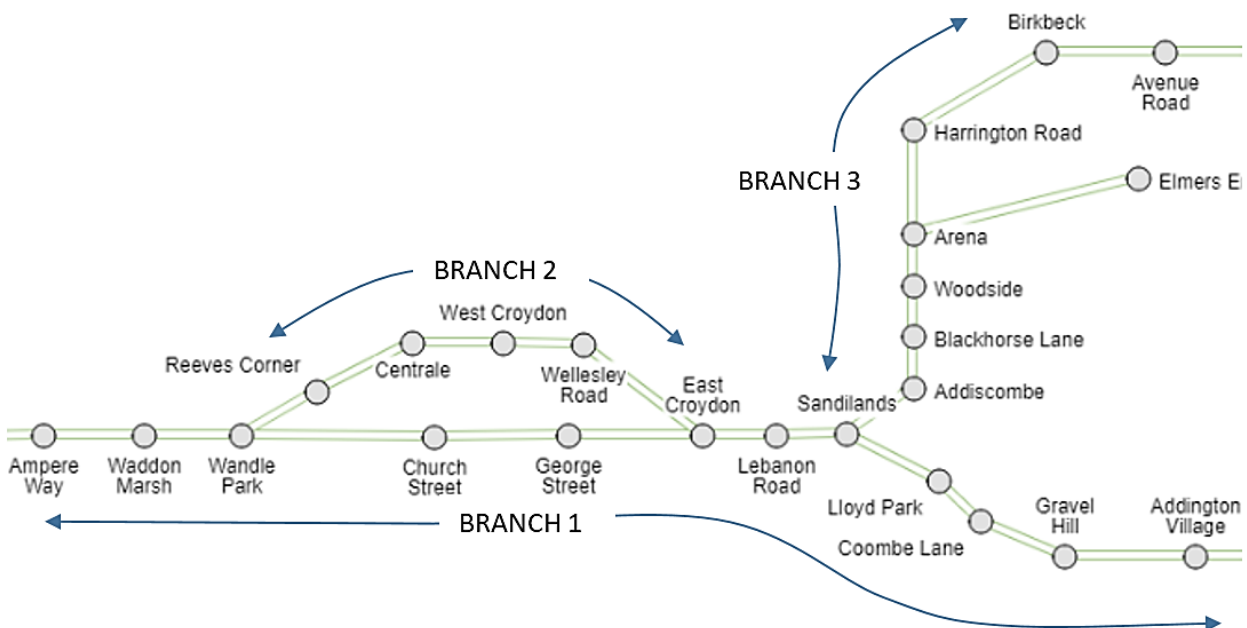 Birkbeck
Avenue
Road
Harrington Road
BRANCH 3
Elmers
Arena
BRANCH 2
Woodside
West Croydon
Blackhorse Lane
Reeves Corner
Centrale
Wellesley
Road
East
Croydon
Addiscombe
Sandilands
Ampere
Way
Waddon
Marsh
Wandle
Park
Church
Street
George
Street
Lebanon
Road
Lloyd Park
Gravel
Hill
Addington
Village
BRANCH 1
Coombe Lane